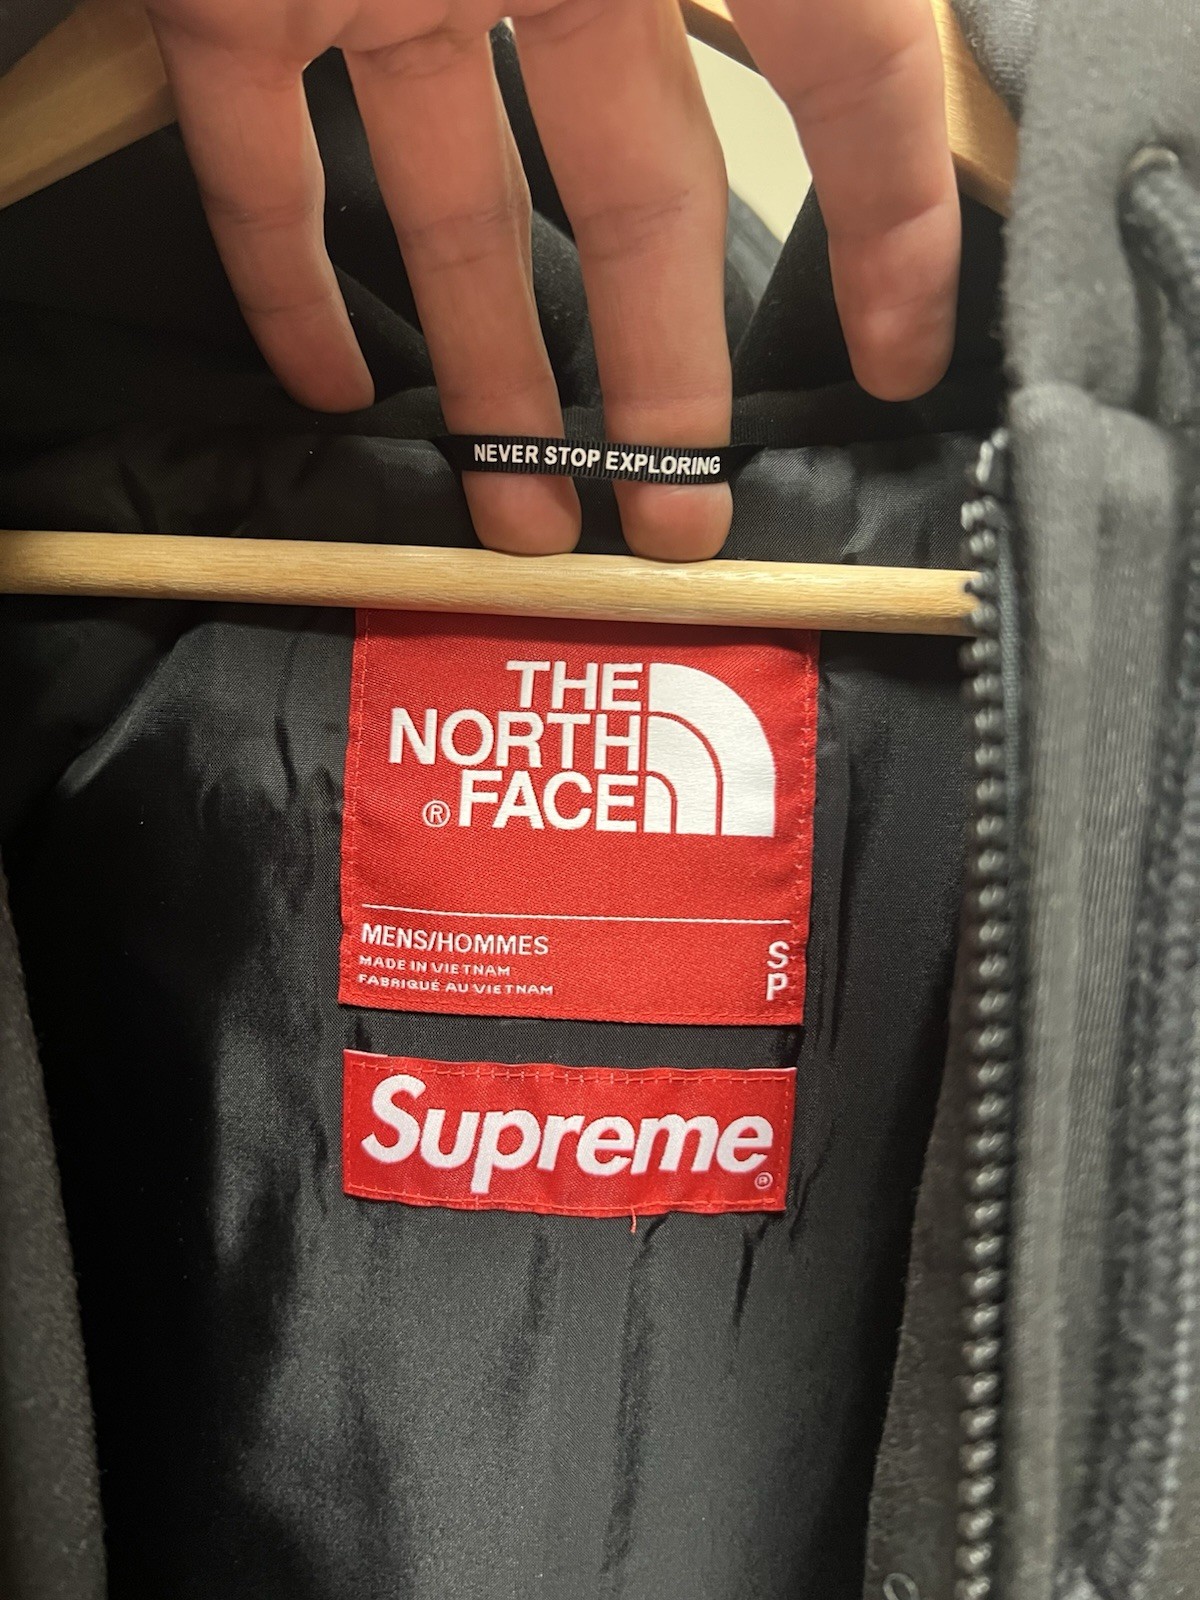 NEVER STOP EXPLORING
THE
NORTH
® FACE
MENS/HOMMES
MADE IN VIETNAM
FABRIQUÉ AU VIETNAM
S
P
Supreme ®